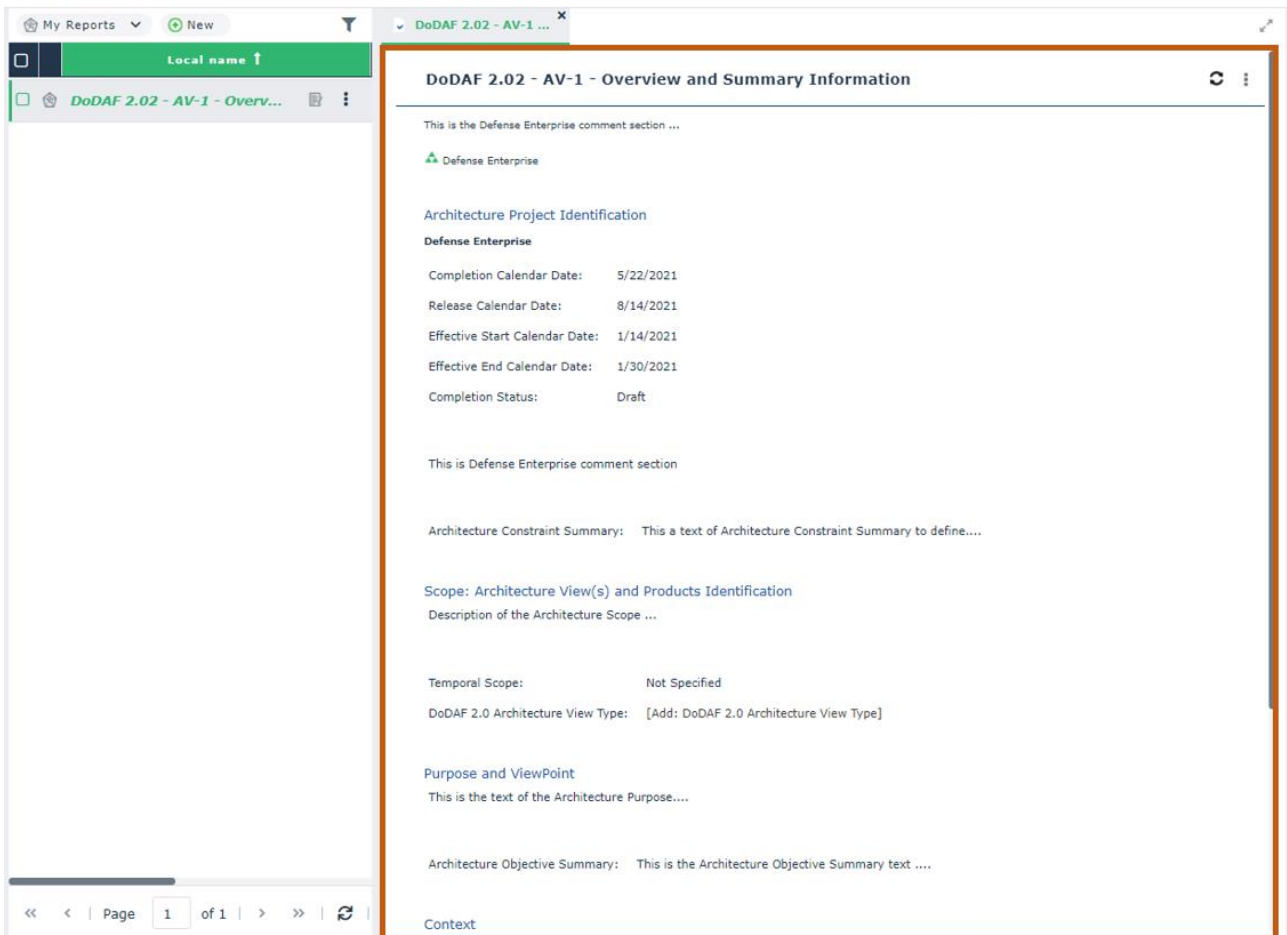 My Reports
New
DoDAF 2.02 - AV-1 ...
Local name
DoDAF 2.02 - AV-1 - Overv...
DoDAF 2.02 - AV-1 - Overview and Summary Information
This is the Defense Enterprise comment section ...
Defense Enterprise
Architecture Project Identification
Defense Enterprise
Completion Calendar Date: 5/22/2021
Release Calendar Date: 8/14/2021
Effective Start Calendar Date: 1/14/2021
Effective End Calendar Date: 1/30/2021
Completion Status: Draft
This is Defense Enterprise comment section
Architecture Constraint Summary: This a text of Architecture Constraint Summary to define....
Scope: Architecture View(s) and Products Identification
Description of the Architecture Scope ...
Temporal Scope: Not Specified
DoDAF 2.0 Architecture View Type: [Add: DoDAF 2.0 Architecture View Type]
Purpose and ViewPoint
This is the text of the Architecture Purpose....
Architecture Objective Summary: This is the Architecture Objective Summary text ....
Context
Page 1 of 1